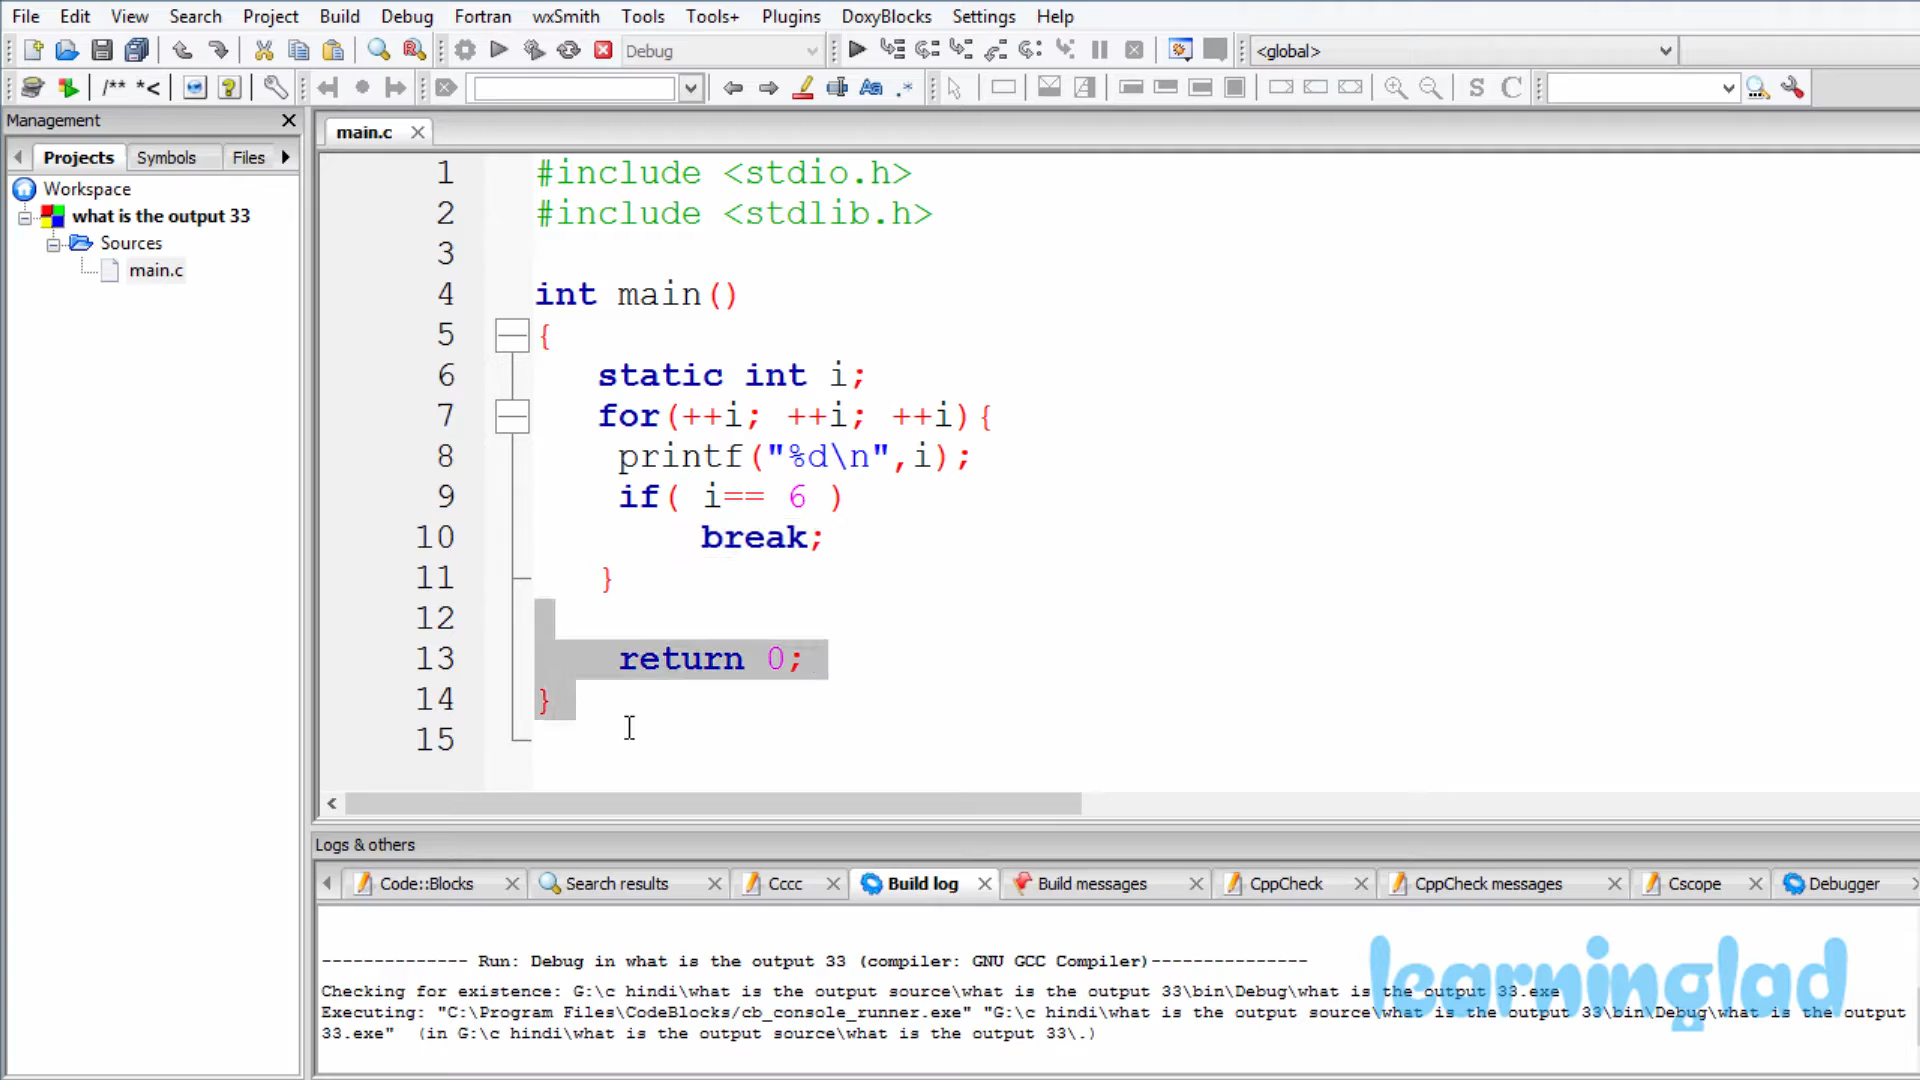 File Edit View Search Project Build Debug Fortran wxSmith Tools Tools+ Plugins DoxyBlocks Settings Help
Debug <global>
/** *< Aa .* S C
Management
main.c
Projects Symbols Files
Workspace
what is the output 33
Sources
main.c
1 #include <stdio.h>
2 #include <stdlib.h>
3
4 int main()
5 {
6 static int i;
7 for(++i; ++i; ++i){
8 printf("%d\n",i);
9 if( i== 6 )
10 break;
11 }
12
13 return 0;
14 }
15
Logs & others
Code::Blocks Search results Cccc Build log Build messages CppCheck CppCheck messages Cscope Debugger
-------------- Run: Debug in what is the output 33 (compiler: GNU GCC Compiler)---------------
Checking for existence: G:\c hindi\what is the output source\what is the output 33\bin\Debug\what is the output 33.exe
Executing: "C:\Program Files\CodeBlocks/cb_console_runner.exe" "G:\c hindi\what is the output source\what is the output 33\bin\Debug\what is the output
33.exe" (in G:\c hindi\what is the output source\what is the output 33\.)
learninglad